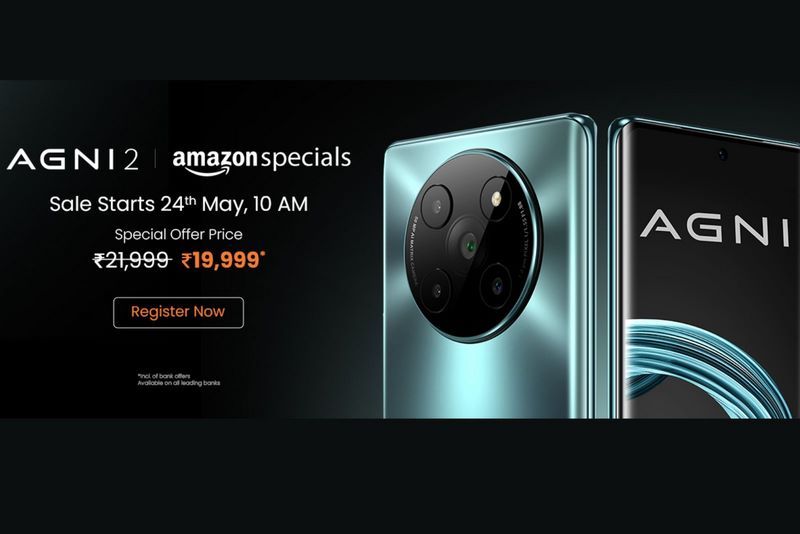 AGNI 2 | amazon specials
Sale Starts 24th May, 10 AM
Special Offer Price
₹21,999 ₹19,999*
Register Now
*Incl. of bank offers
Available on all leading banks
AGNI